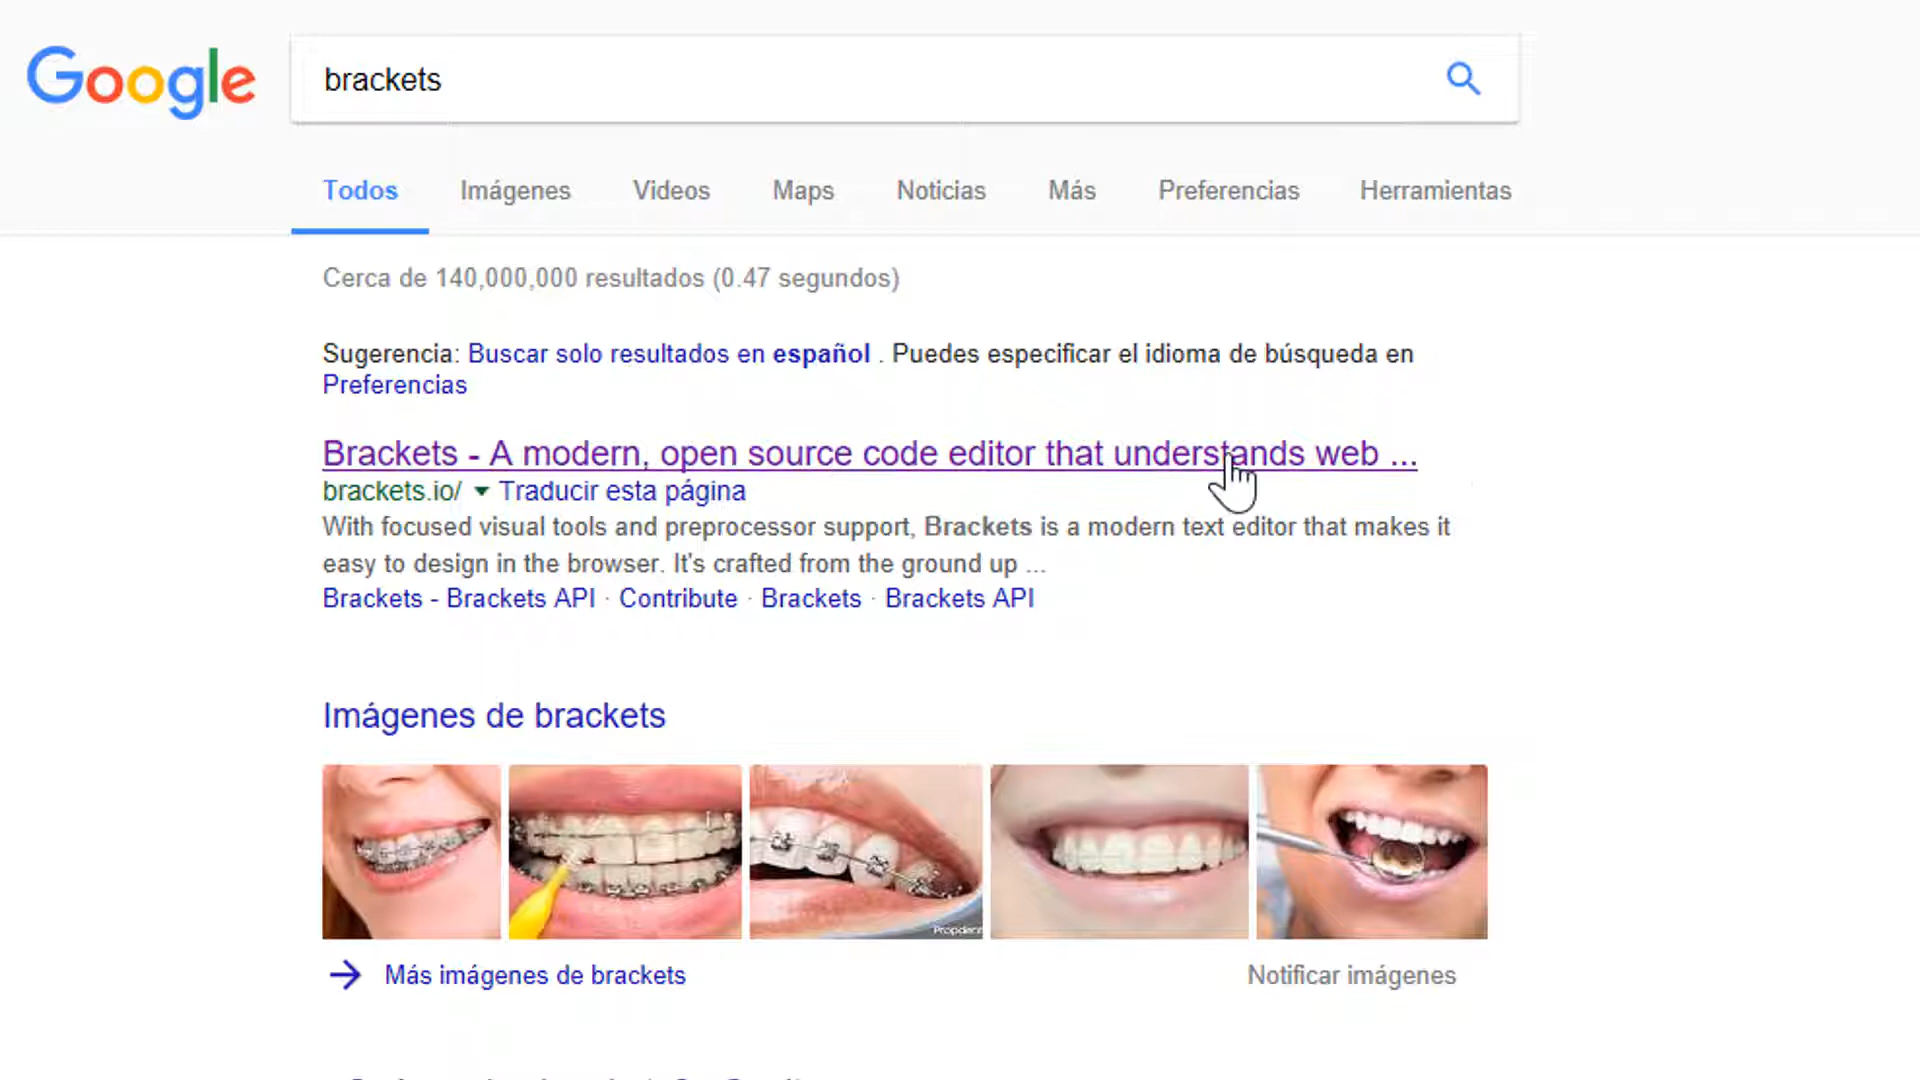 Google
brackets
Todos Imágenes Videos Maps Noticias Más Preferencias Herramientas
Cerca de 140,000,000 resultados (0.47 segundos)
Sugerencia: Buscar solo resultados en español . Puedes especificar el idioma de búsqueda en
Preferencias
Brackets - A modern, open source code editor that understands web ...
brackets.io/ ▼ Traducir esta página
With focused visual tools and preprocessor support, Brackets is a modern text editor that makes it
easy to design in the browser. It's crafted from the ground up ...
Brackets - Brackets API · Contribute · Brackets · Brackets API
Imágenes de brackets
Más imágenes de brackets
Notificar imágenes